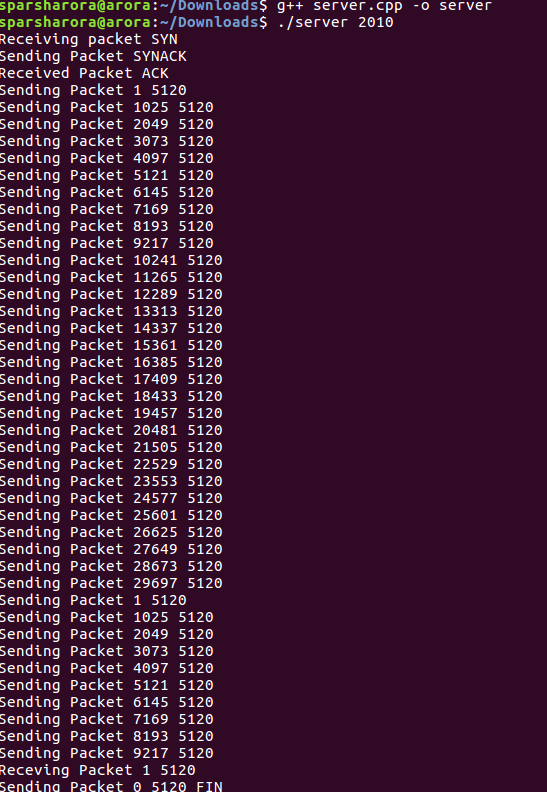 sparsharora@arora:~/Downloads$ g++ server.cpp -o server
sparsharora@arora:~/Downloads$ ./server 2010
Receiving packet SYN
Sending Packet SYNACK
Received Packet ACK
Sending Packet 1 5120
Sending Packet 1025 5120
Sending Packet 2049 5120
Sending Packet 3073 5120
Sending Packet 4097 5120
Sending Packet 5121 5120
Sending Packet 6145 5120
Sending Packet 7169 5120
Sending Packet 8193 5120
Sending Packet 9217 5120
Sending Packet 10241 5120
Sending Packet 11265 5120
Sending Packet 12289 5120
Sending Packet 13313 5120
Sending Packet 14337 5120
Sending Packet 15361 5120
Sending Packet 16385 5120
Sending Packet 17409 5120
Sending Packet 18433 5120
Sending Packet 19457 5120
Sending Packet 20481 5120
Sending Packet 21505 5120
Sending Packet 22529 5120
Sending Packet 23553 5120
Sending Packet 24577 5120
Sending Packet 25601 5120
Sending Packet 26625 5120
Sending Packet 27649 5120
Sending Packet 28673 5120
Sending Packet 29697 5120
Sending Packet 1 5120
Sending Packet 1025 5120
Sending Packet 2049 5120
Sending Packet 3073 5120
Sending Packet 4097 5120
Sending Packet 5121 5120
Sending Packet 6145 5120
Sending Packet 7169 5120
Sending Packet 8193 5120
Sending Packet 9217 5120
Receving Packet 1 5120
Sending Packet 0 5120 FIN